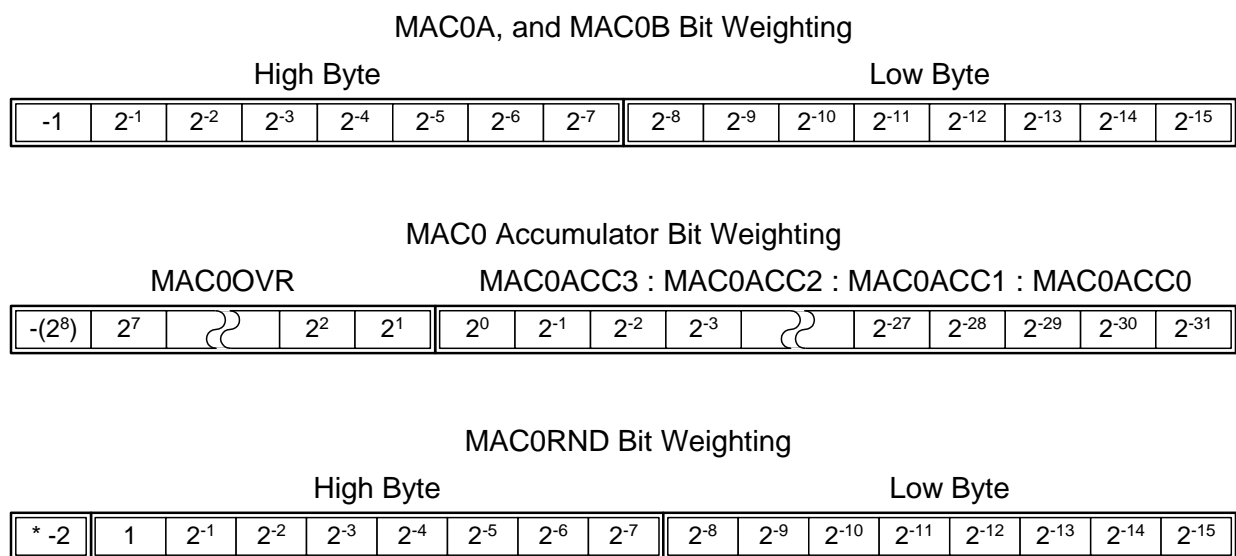 MAC0A, and MAC0B Bit Weighting
High Byte Low Byte
-1 2⁻¹ 2⁻² 2⁻³ 2⁻⁴ 2⁻⁵ 2⁻⁶ 2⁻⁷ 2⁻⁸ 2⁻⁹ 2⁻¹⁰ 2⁻¹¹ 2⁻¹² 2⁻¹³ 2⁻¹⁴ 2⁻¹⁵
MAC0 Accumulator Bit Weighting
MAC0OVR MAC0ACC3 : MAC0ACC2 : MAC0ACC1 : MAC0ACC0
-(2⁸) 2⁷ 2² 2¹ 2⁰ 2⁻¹ 2⁻² 2⁻³ 2⁻²⁷ 2⁻²⁸ 2⁻²⁹ 2⁻³⁰ 2⁻³¹
MAC0RND Bit Weighting
High Byte Low Byte
* -2 1 2⁻¹ 2⁻² 2⁻³ 2⁻⁴ 2⁻⁵ 2⁻⁶ 2⁻⁷ 2⁻⁸ 2⁻⁹ 2⁻¹⁰ 2⁻¹¹ 2⁻¹² 2⁻¹³ 2⁻¹⁴ 2⁻¹⁵